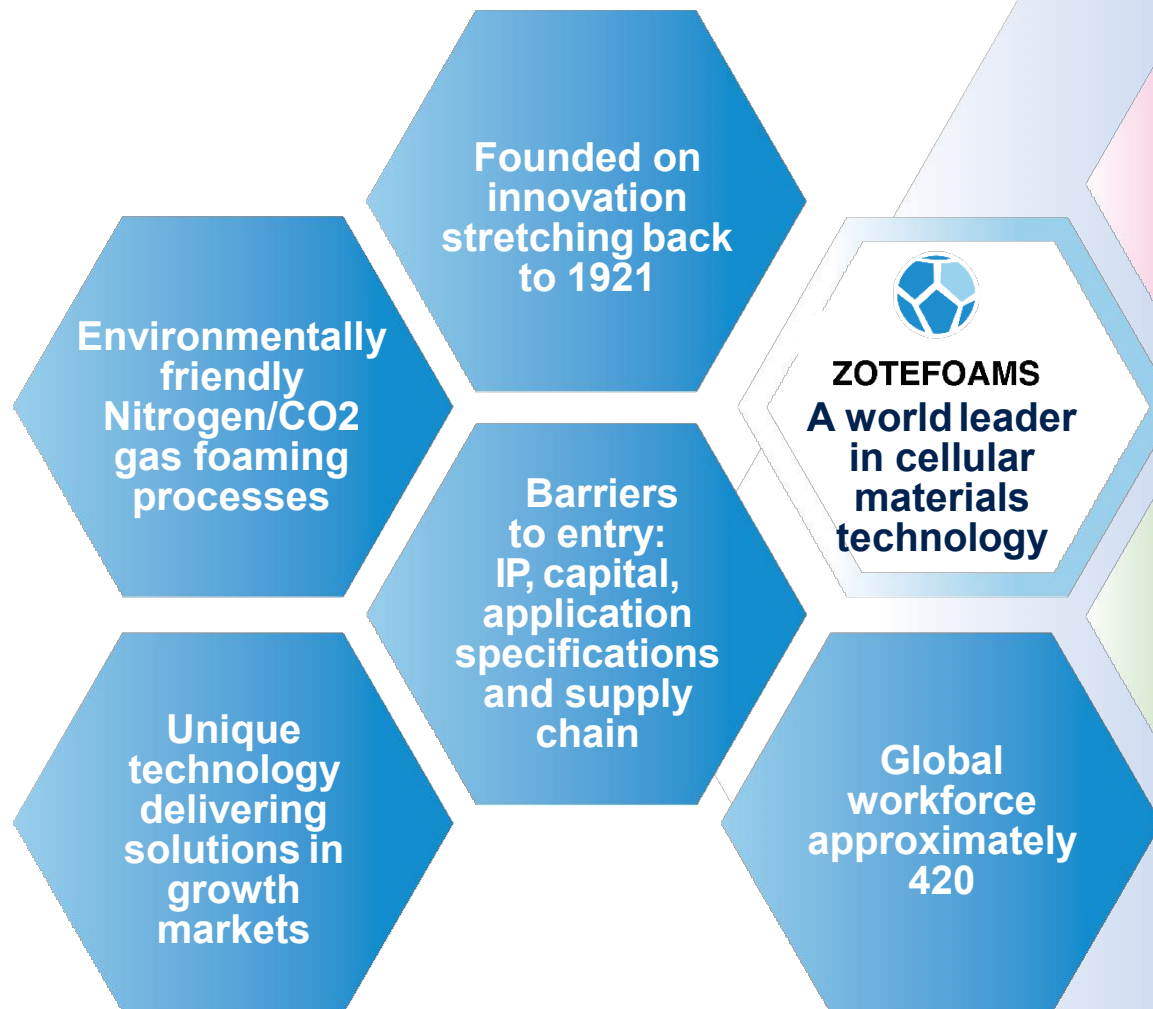 Founded on
innovation
stretching back
to 1921
Environmentally
friendly
Nitrogen/CO2
gas foaming
processes
ZOTEFOAMS
A world leader
in cellular
materials
technology
Barriers
to entry:
IP, capital,
application
specifications
and supply
chain
Unique
technology
delivering
solutions in
growth
markets
Global
workforce
approximately
420